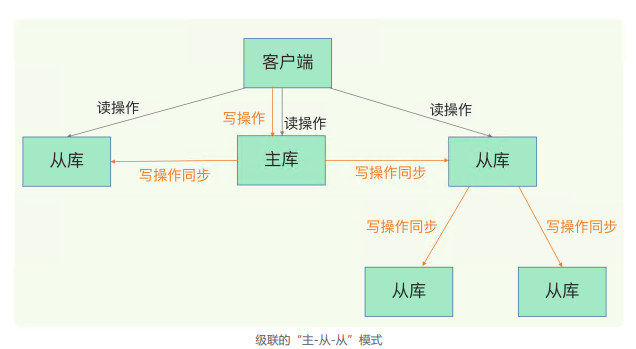 客户端
读操作
写操作
读操作
读操作
从库
主库
从库
写操作同步
写操作同步
写操作同步
写操作同步
从库
从库
级联的“主-从-从”模式